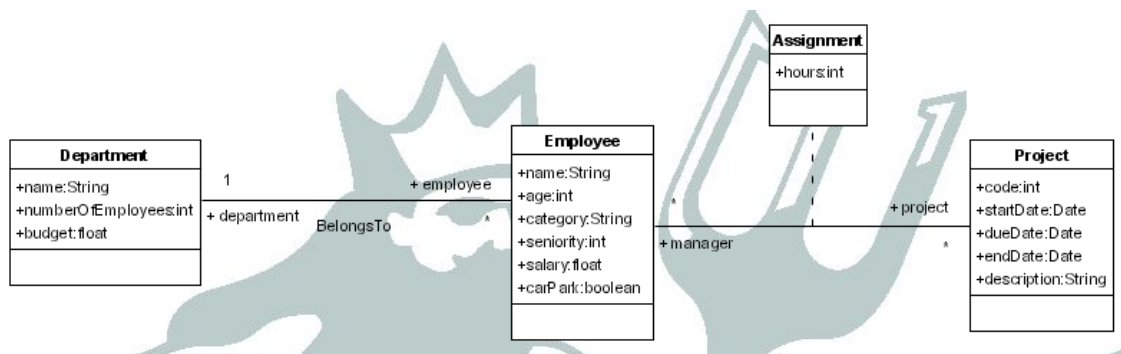 Assignment
+hours:int
Department
+name:String
+numberOfEmployees:int
+budget:float
1
+ department
BelongsTo
+ employee
*
Employee
+name:String
+age:int
+category:String
+seniority:int
+salary:float
+carPark:boolean
*
+ manager
+ project
*
Project
+code:int
+startDate:Date
+dueDate:Date
+endDate:Date
+description:String